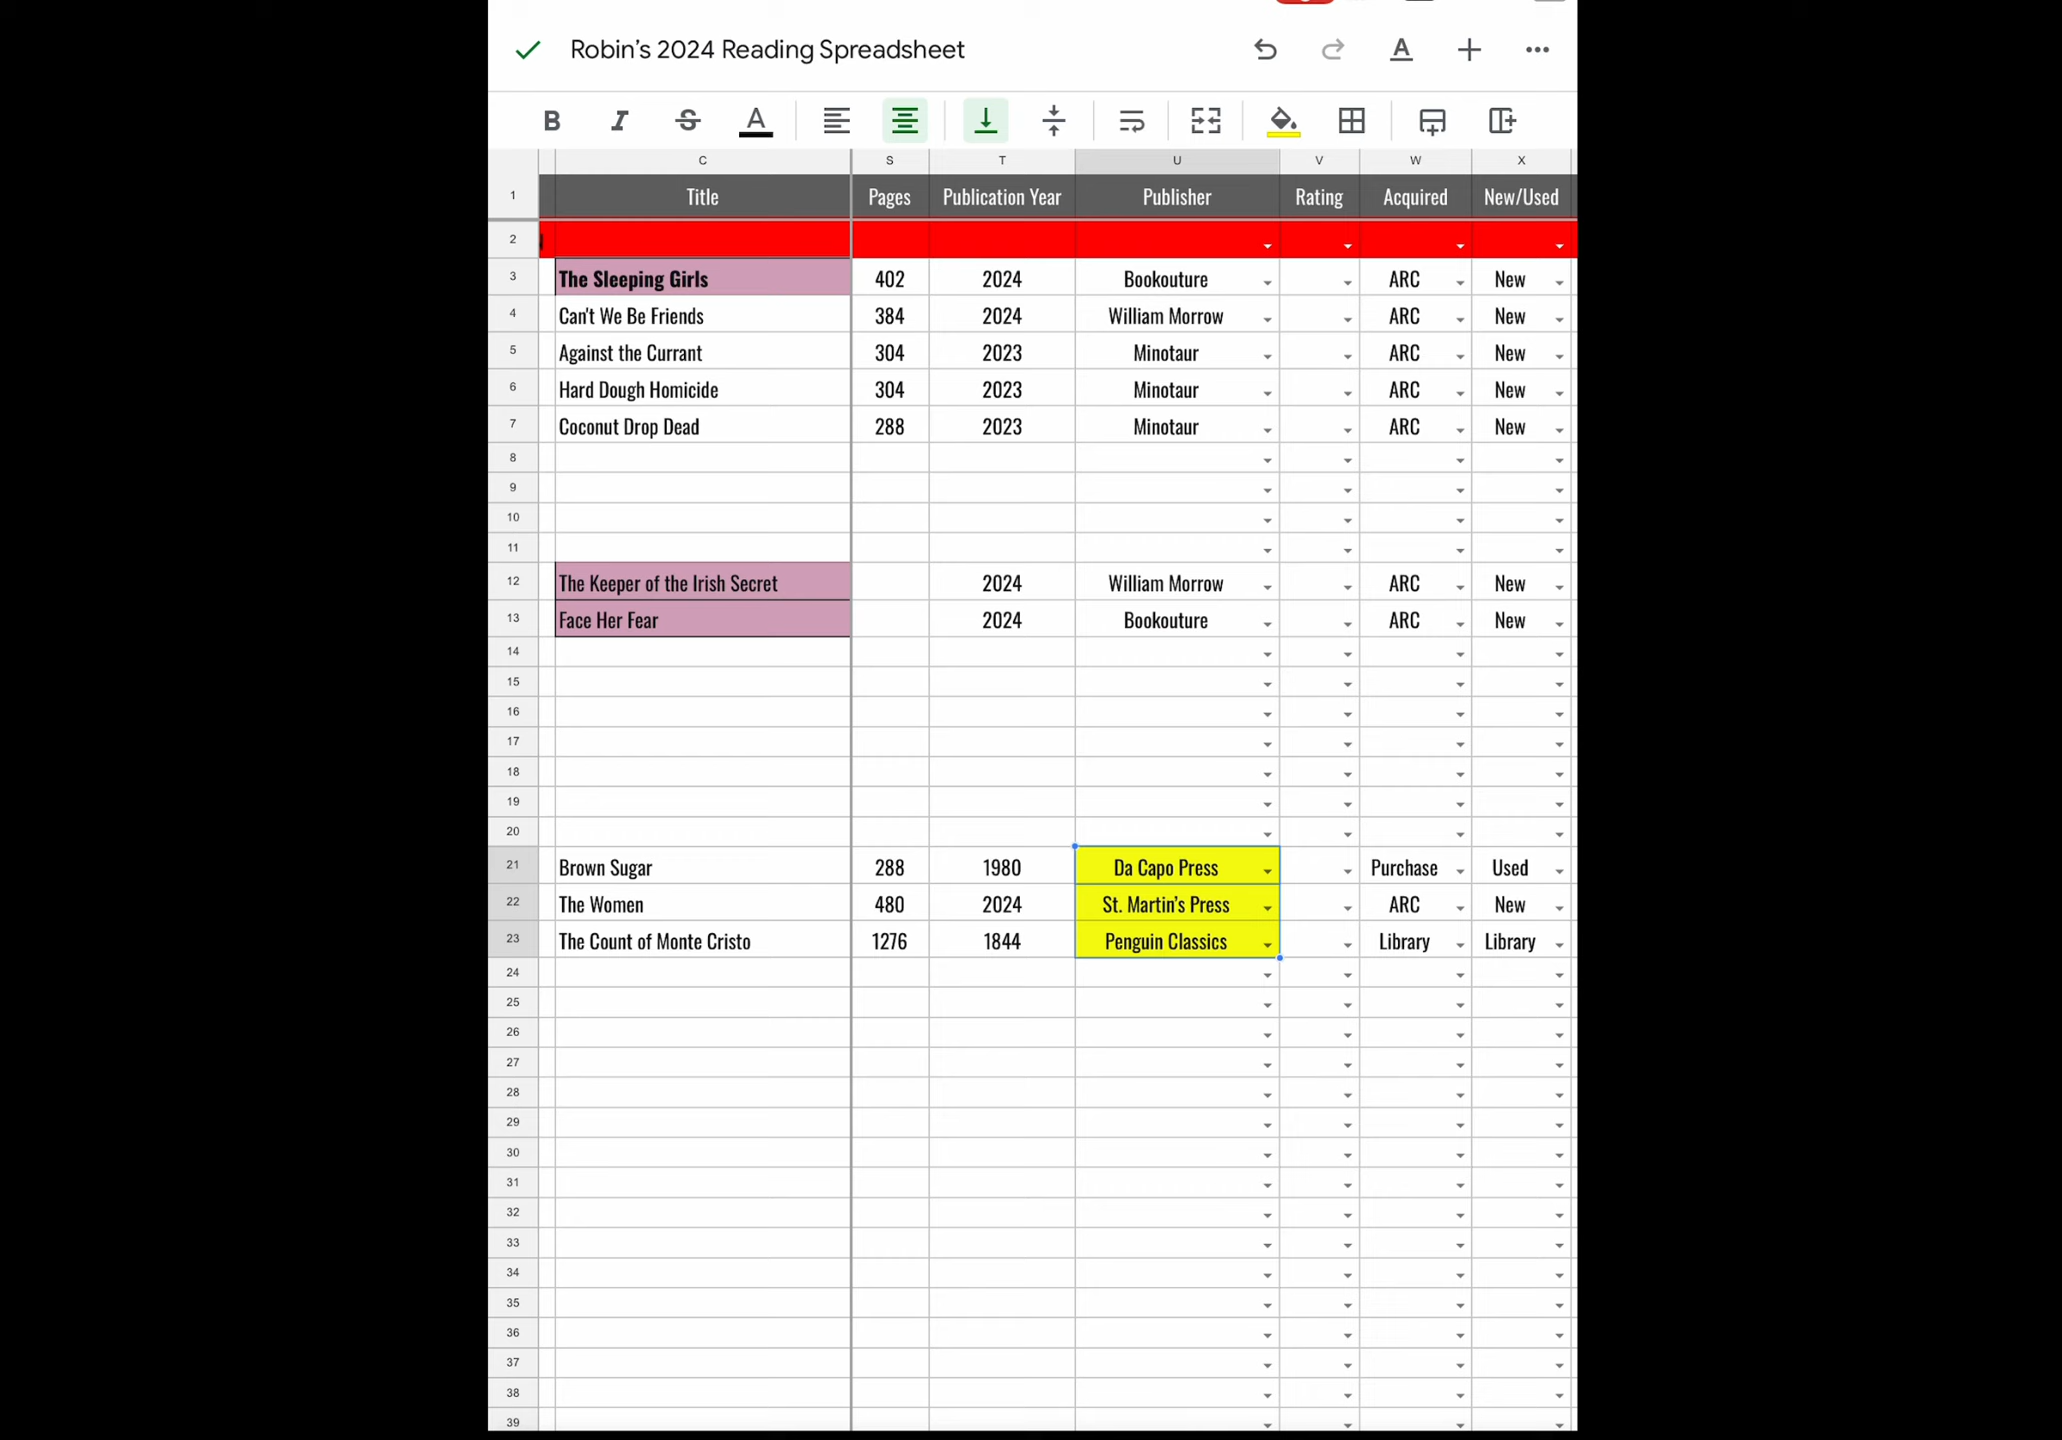 Robin’s 2024 Reading Spreadsheet
B I S A A
C S T U V W X
1 Title Pages Publication Year Publisher Rating Acquired New/Used
2
3 The Sleeping Girls 402 2024 Bookouture ARC New
4 Can't We Be Friends 384 2024 William Morrow ARC New
5 Against the Currant 304 2023 Minotaur ARC New
6 Hard Dough Homicide 304 2023 Minotaur ARC New
7 Coconut Drop Dead 288 2023 Minotaur ARC New
8
9
10
11
12 The Keeper of the Irish Secret 2024 William Morrow ARC New
13 Face Her Fear 2024 Bookouture ARC New
14
15
16
17
18
19
20
21 Brown Sugar 288 1980 Da Capo Press Purchase Used
22 The Women 480 2024 St. Martin’s Press ARC New
23 The Count of Monte Cristo 1276 1844 Penguin Classics Library Library
24
25
26
27
28
29
30
31
32
33
34
35
36
37
38
39